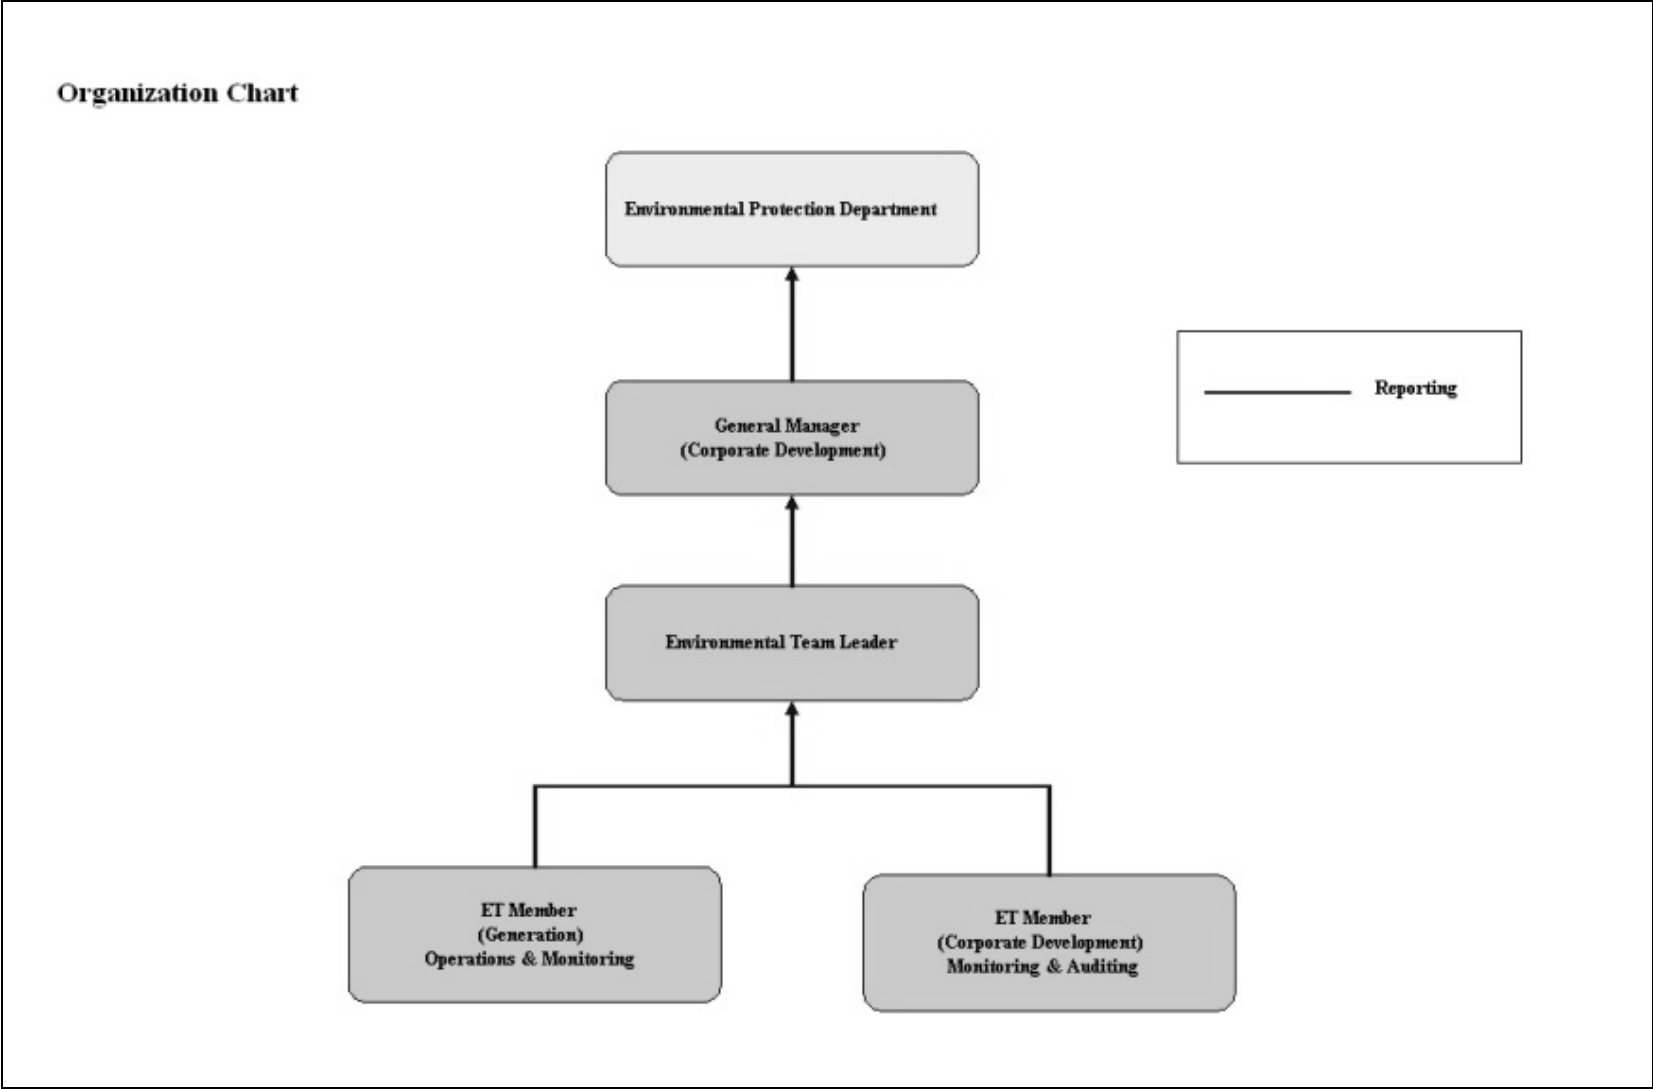 Organization Chart
Environmental Protection Department
General Manager
(Corporate Development)
Reporting
Environmental Team Leader
ET Member
(Generation)
Operations & Monitoring
ET Member
(Corporate Development)
Monitoring & Auditing